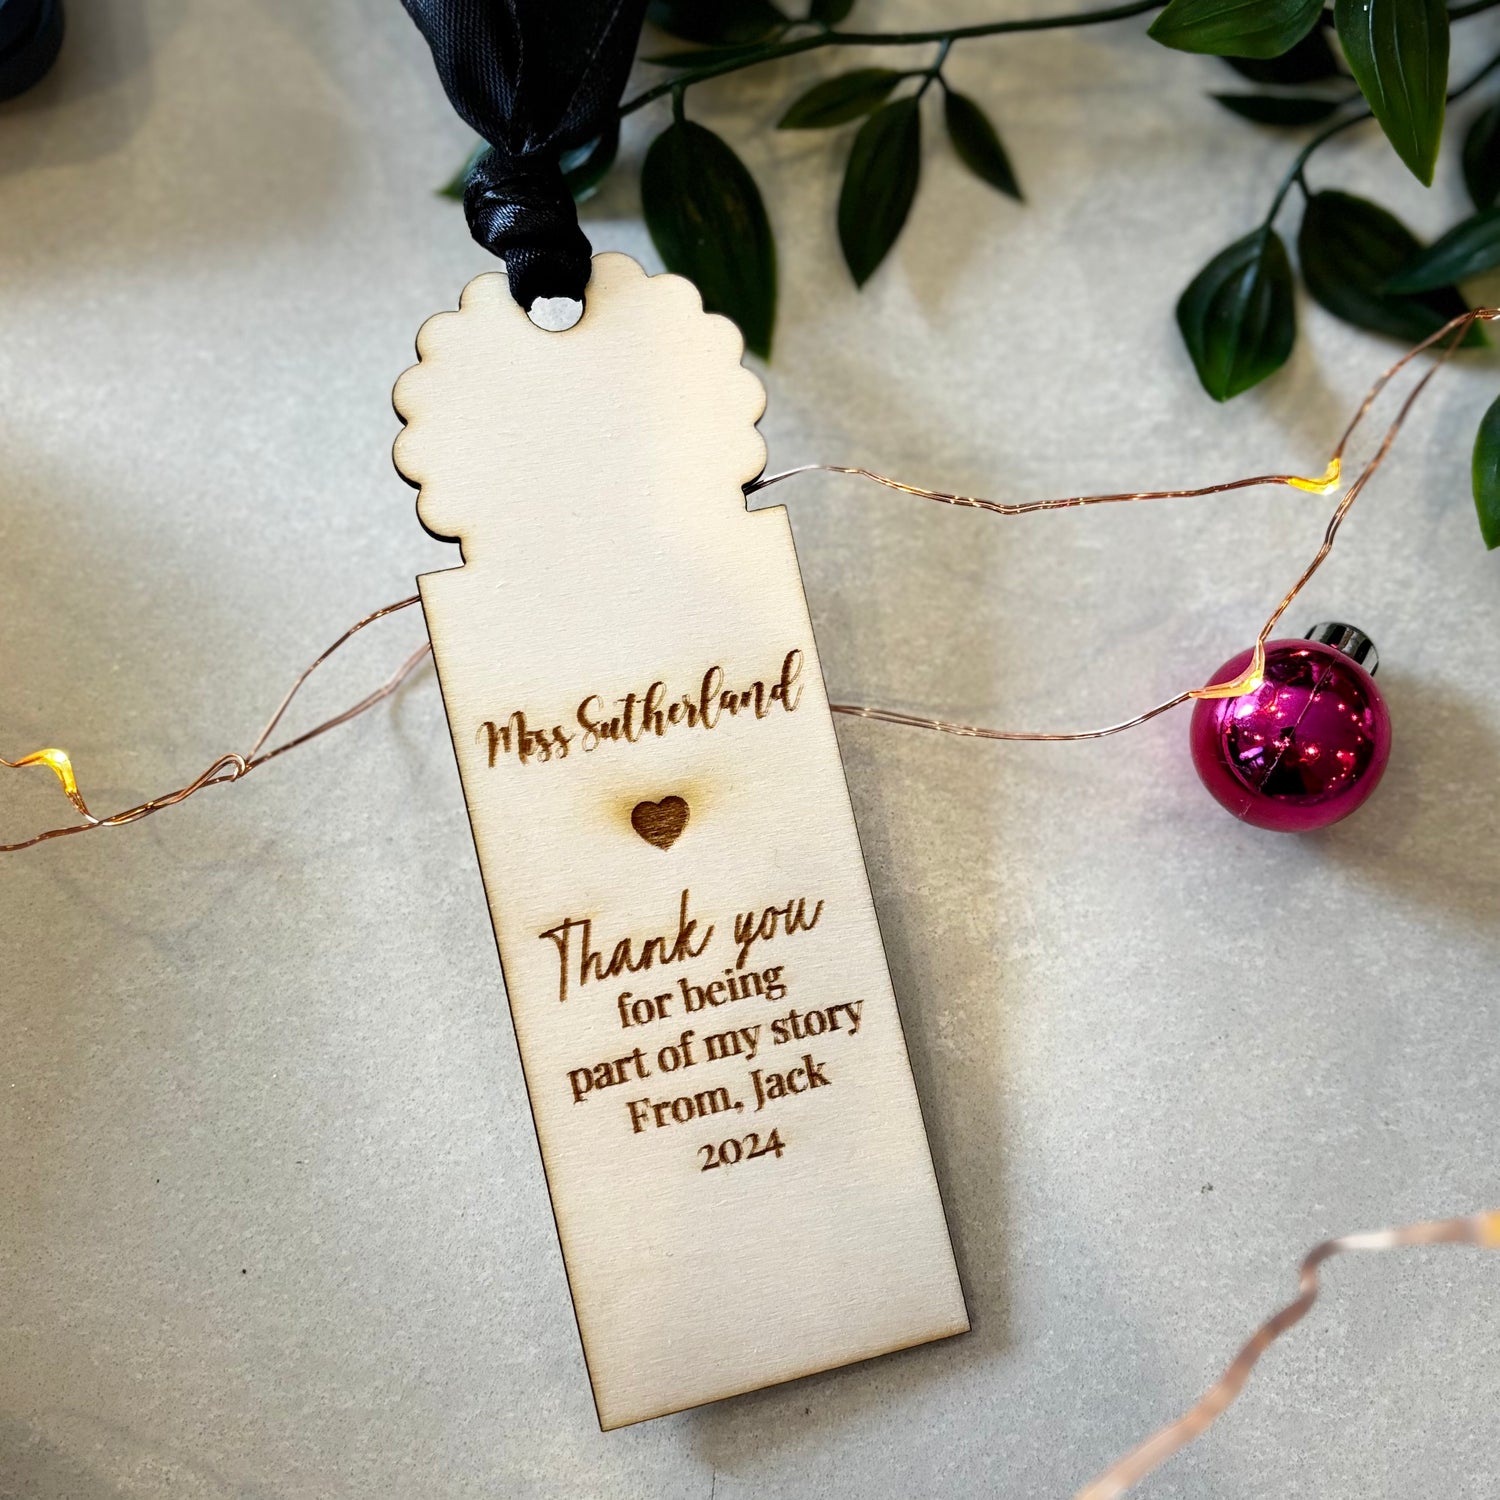 Miss Sutherland
Thank you
for being
part of my story
From, Jack
2024